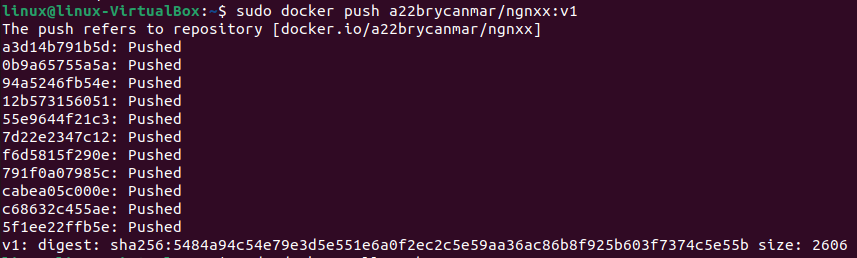 linux@linux-VirtualBox:~$ sudo docker push a22brycanmar/ngnxx:v1
The push refers to repository [docker.io/a22brycanmar/ngnxx]
a3d14b791b5d: Pushed
0b9a65755a5a: Pushed
94a5246fb54e: Pushed
12b573156051: Pushed
55e9644f21c3: Pushed
7d22e2347c12: Pushed
f6d5815f290e: Pushed
791f0a07985c: Pushed
cabea05c000e: Pushed
c68632c455ae: Pushed
5f1ee22ffb5e: Pushed
v1: digest: sha256:5484a94c54e79e3d5e551e6a0f2ec2c5e59aa36ac86b8f925b603f7374c5e55b size: 2606